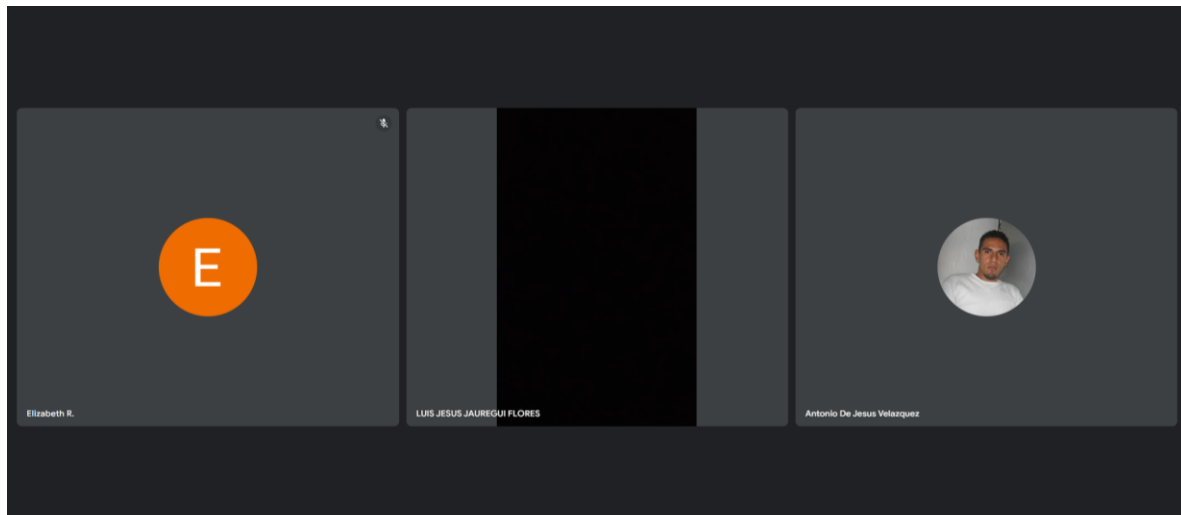 E
Elizabeth R.
LUIS JESUS JAUREGUI FLORES
Antonio De Jesus Velazquez